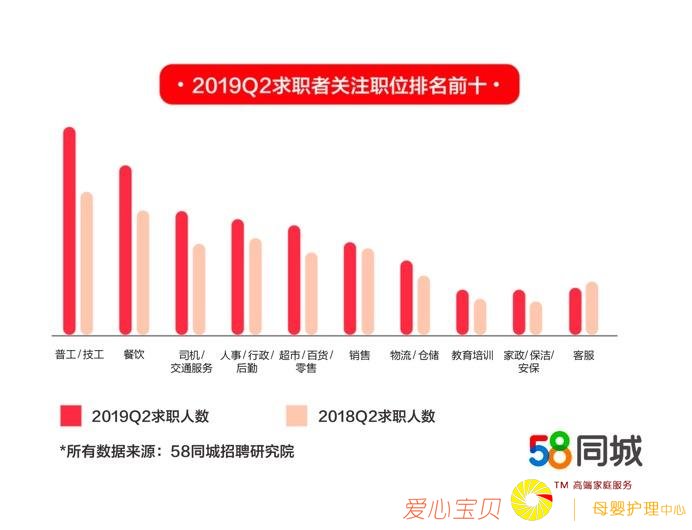 • 2019Q2求职者关注职位排名前十 •
普工/技工
餐饮
司机/
交通服务
人事/行政/
后勤
超市/百货/
零售
销售
物流/仓储
教育培训
家政/保洁/
安保
客服
2019Q2求职人数
2018Q2求职人数
*所有数据来源：58同城招聘研究院
58同城
TM 高端家庭服务
爱心宝贝
母婴护理中心